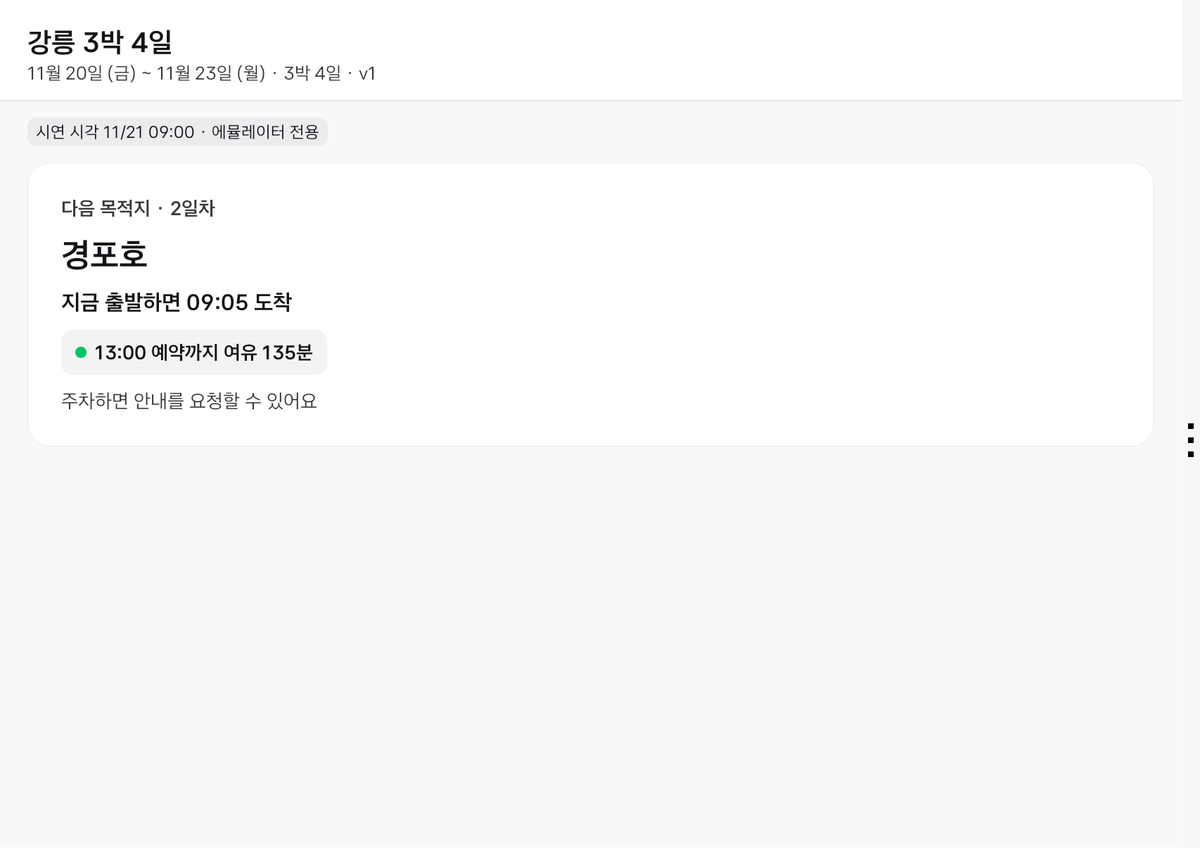 강릉 3박 4일
11월 20일 (금) ~ 11월 23일 (월) · 3박 4일 · v1
시연 시각 11/21 09:00 · 에뮬레이터 전용
다음 목적지 · 2일차
경포호
지금 출발하면 09:05 도착
13:00 예약까지 여유 135분
주차하면 안내를 요청할 수 있어요